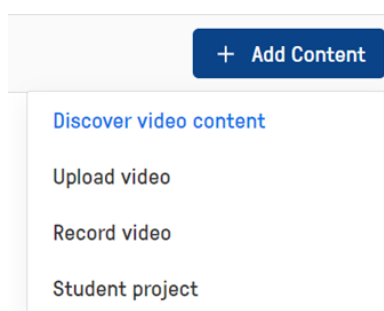 + Add Content
Discover video content
Upload video
Record video
Student project